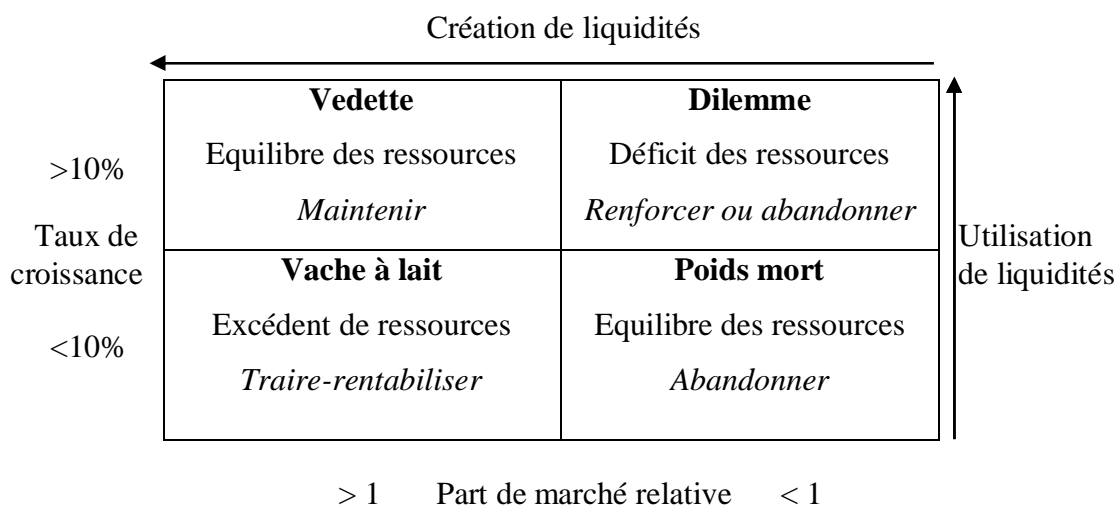 Création de liquidités
Vedette
Dilemme
Equilibre des ressources
Déficit des ressources
>10%
Maintenir
Renforcer ou abandonner
Taux de
croissance
Utilisation
de liquidités
Vache à lait
Poids mort
Excédent de ressources
Equilibre des ressources
<10%
Traire-rentabiliser
Abandonner
> 1 Part de marché relative < 1